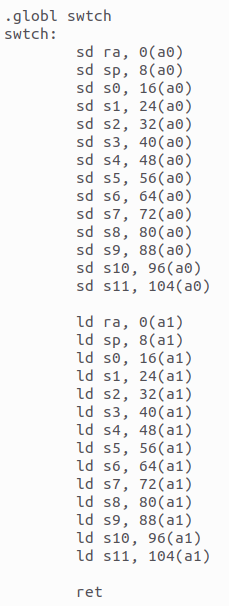 .globl swtch
swtch:
        sd ra, 0(a0)
        sd sp, 8(a0)
        sd s0, 16(a0)
        sd s1, 24(a0)
        sd s2, 32(a0)
        sd s3, 40(a0)
        sd s4, 48(a0)
        sd s5, 56(a0)
        sd s6, 64(a0)
        sd s7, 72(a0)
        sd s8, 80(a0)
        sd s9, 88(a0)
        sd s10, 96(a0)
        sd s11, 104(a0)

        ld ra, 0(a1)
        ld sp, 8(a1)
        ld s0, 16(a1)
        ld s1, 24(a1)
        ld s2, 32(a1)
        ld s3, 40(a1)
        ld s4, 48(a1)
        ld s5, 56(a1)
        ld s6, 64(a1)
        ld s7, 72(a1)
        ld s8, 80(a1)
        ld s9, 88(a1)
        ld s10, 96(a1)
        ld s11, 104(a1)

        ret